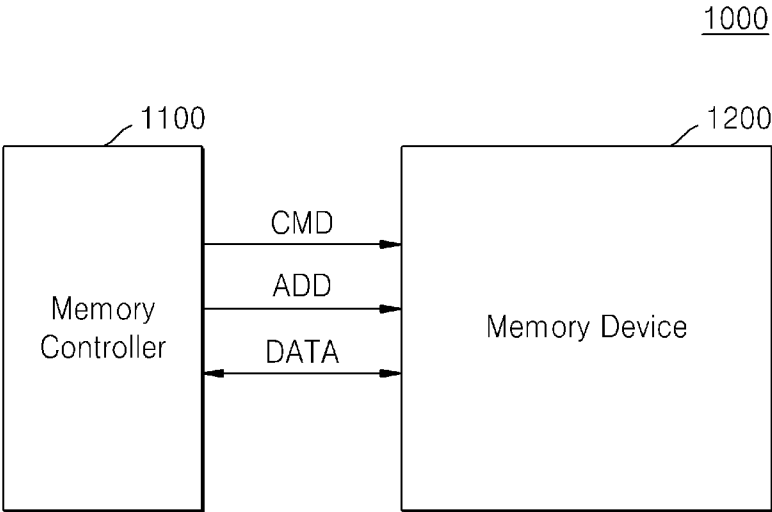 1000
1100
1200
CMD
ADD
DATA
Memory
Controller
Memory Device